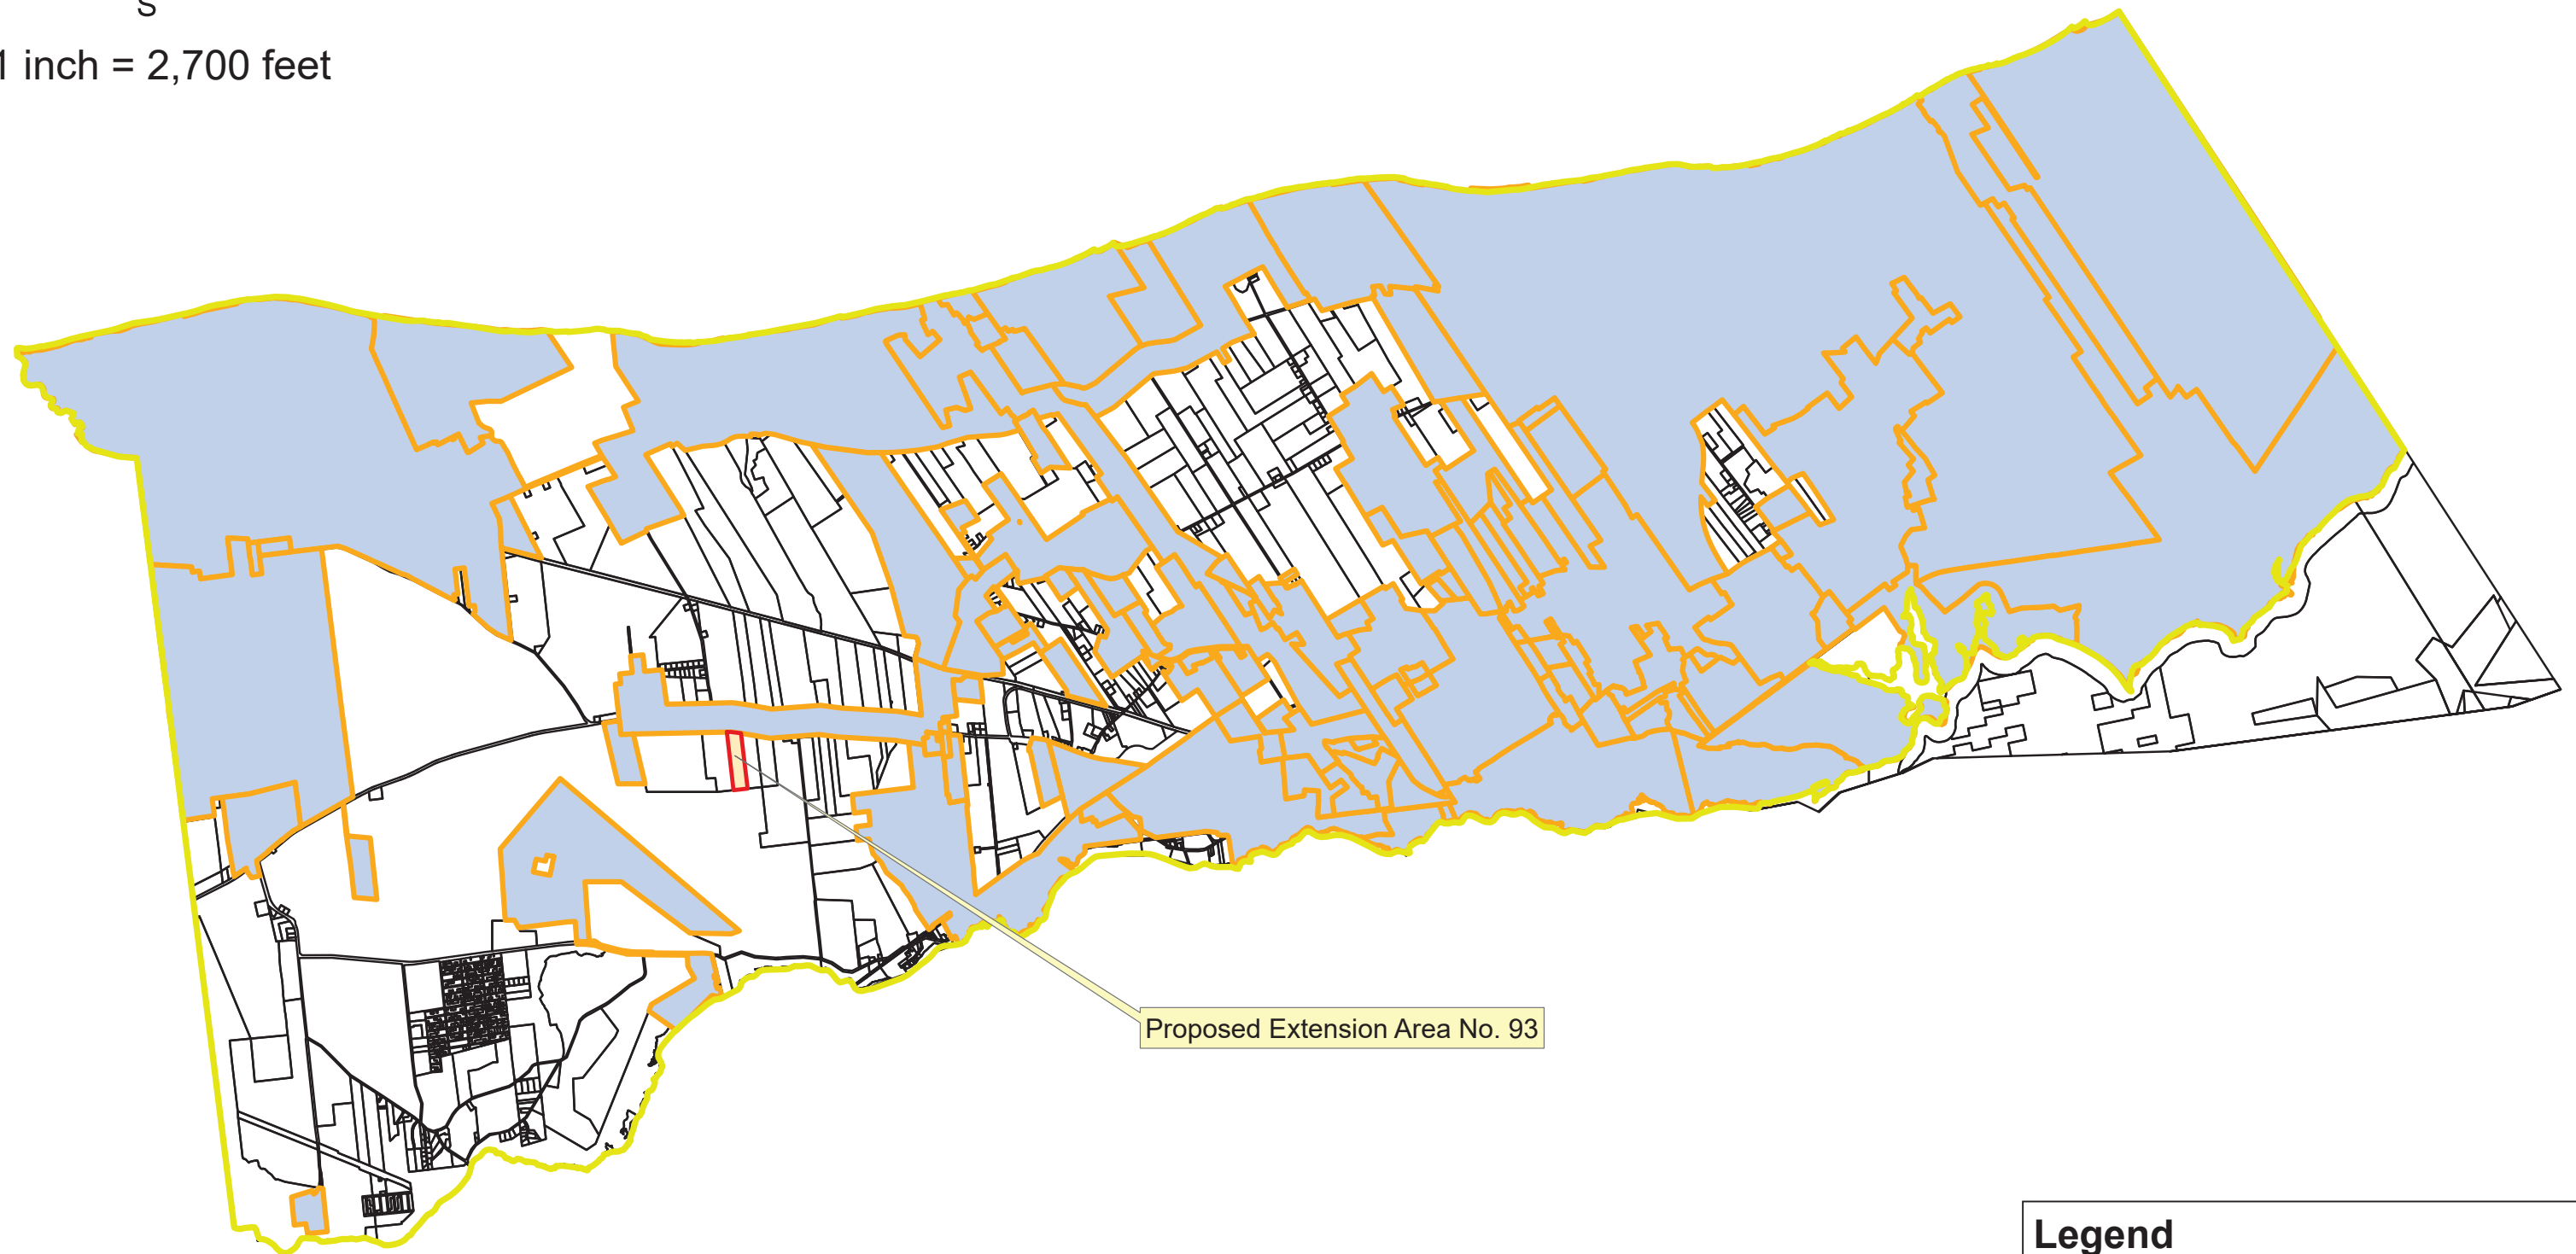 S
1 inch = 2,700 feet
Proposed Extension Area No. 93
Legend